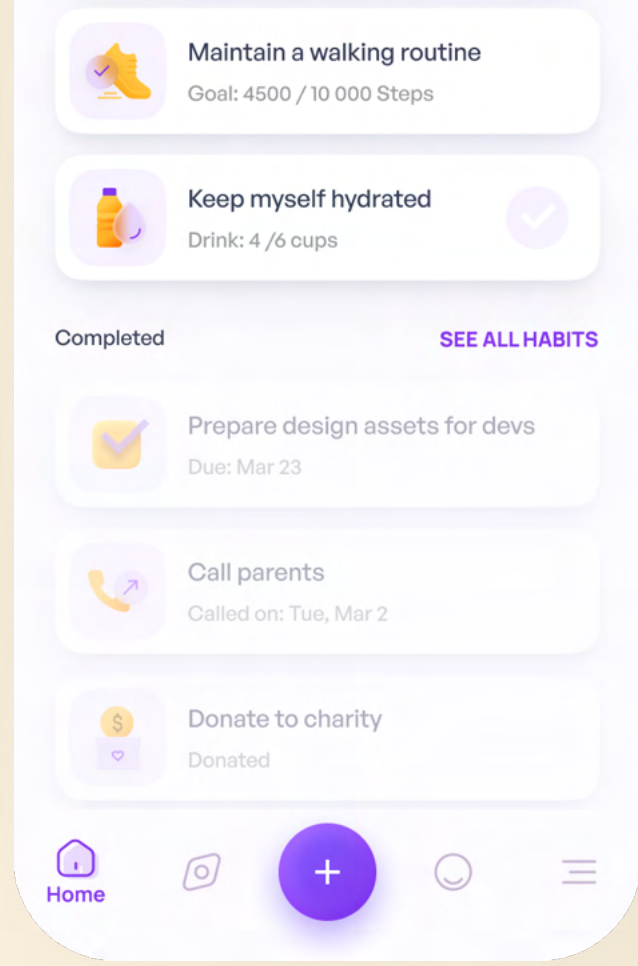 Maintain a walking routine
Goal: 4500 / 10 000 Steps
Keep myself hydrated
Drink: 4 /6 cups
Completed
SEE ALL HABITS
Prepare design assets for devs
Due: Mar 23
Call parents
Called on: Tue, Mar 2
$
Donate to charity
Donated
+
Home